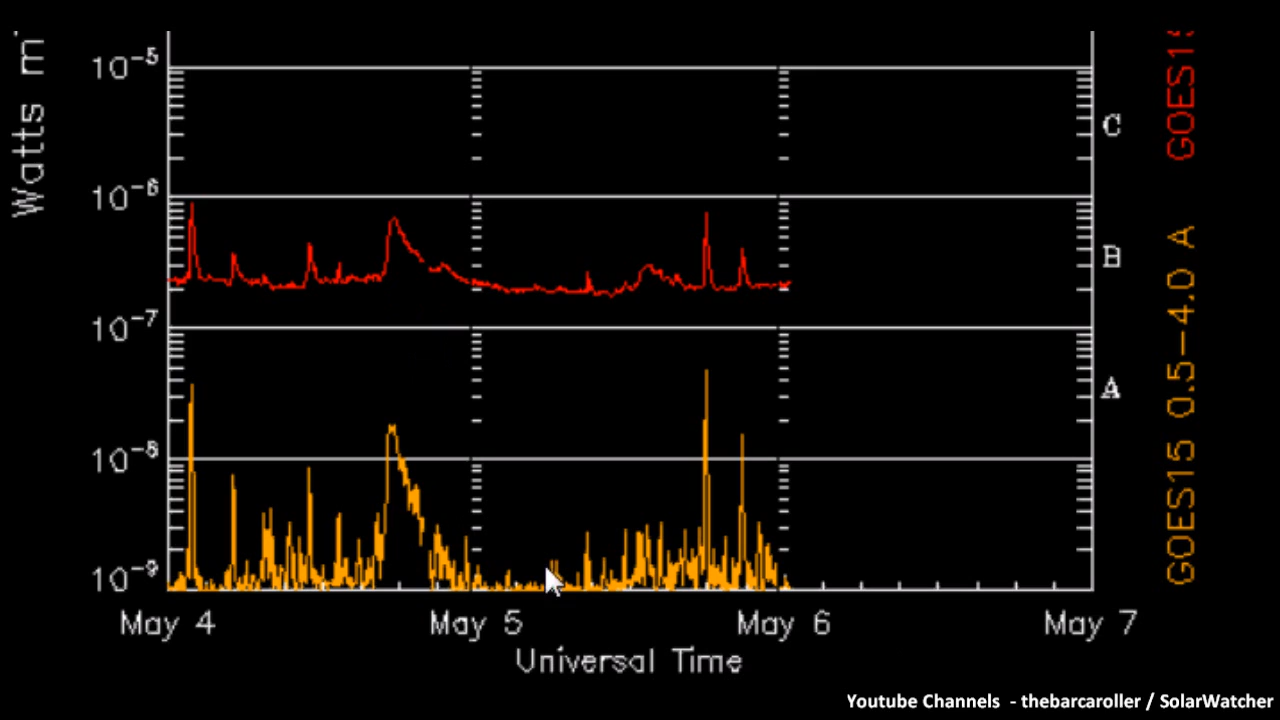 Watts m
10-5
10-6
10-7
10-8
10-9
C
B
A
GOES15 0.5-4.0 A
May 4
May 5
May 6
May 7
Universal Time
Youtube Channels - thebarcaroller / SolarWatcher